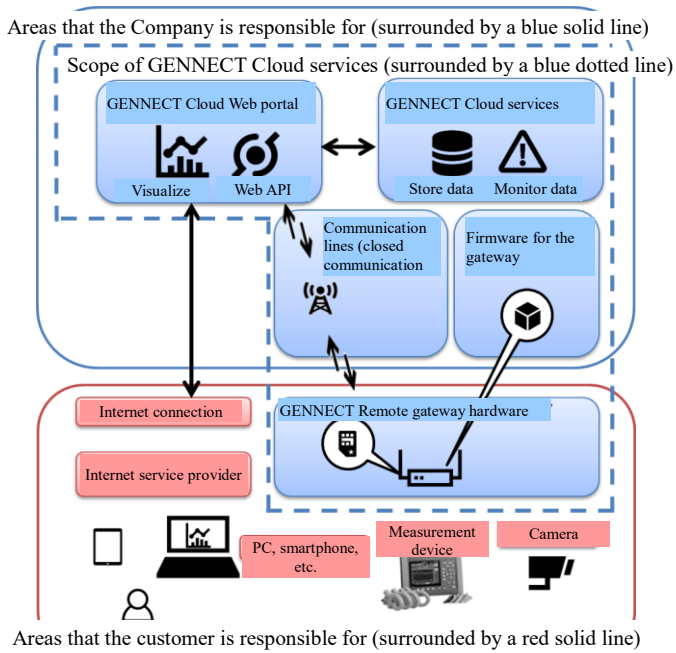 Areas that the Company is responsible for (surrounded by a blue solid line)
Scope of GENNECT Cloud services (surrounded by a blue dotted line)
GENNECT Cloud Web portal
GENNECT Cloud services
Visualize
Web API
Store data
Monitor data
Communication
lines (closed
communication
Firmware for the
gateway
Internet connection
GENNECT Remote gateway hardware
Internet service provider
PC, smartphone,
etc.
Measurement
device
Camera
Areas that the customer is responsible for (surrounded by a red solid line)